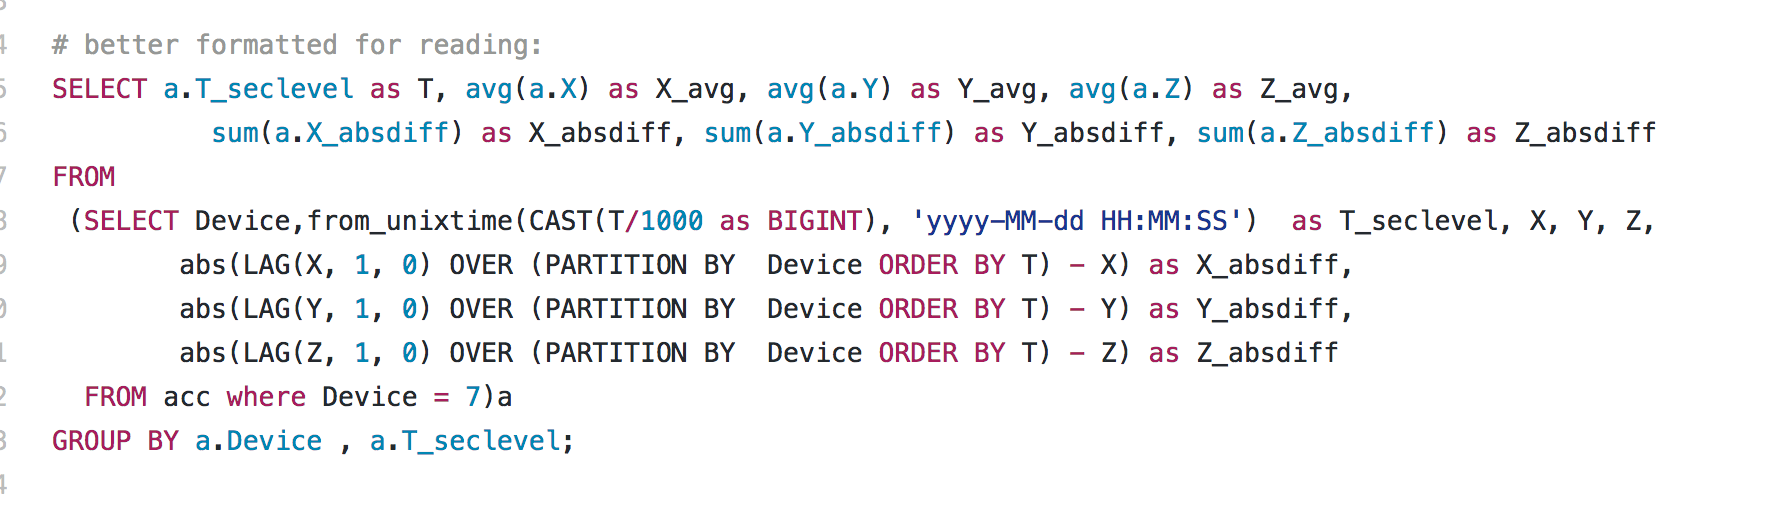 # better formatted for reading:
SELECT a.T_seclevel as T, avg(a.X) as X_avg, avg(a.Y) as Y_avg, avg(a.Z) as Z_avg,
sum(a.X_absdiff) as X_absdiff, sum(a.Y_absdiff) as Y_absdiff, sum(a.Z_absdiff) as Z_absdiff
FROM
(SELECT Device,from_unixtime(CAST(T/1000 as BIGINT), 'yyyy-MM-dd HH:MM:SS')  as T_seclevel, X, Y, Z,
abs(LAG(X, 1, 0) OVER (PARTITION BY  Device ORDER BY T) - X) as X_absdiff,
abs(LAG(Y, 1, 0) OVER (PARTITION BY  Device ORDER BY T) - Y) as Y_absdiff,
abs(LAG(Z, 1, 0) OVER (PARTITION BY  Device ORDER BY T) - Z) as Z_absdiff
FROM acc where Device = 7)a
GROUP BY a.Device , a.T_seclevel;